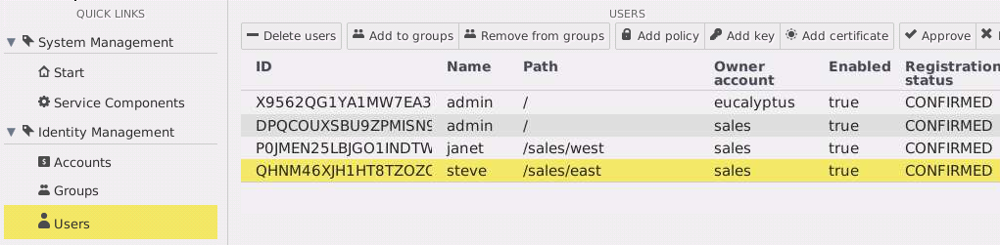 QUICK LINKS
System Management
Start
Service Components
Identity Management
Accounts
Groups
Users
USERS
Delete users Add to groups Remove from groups Add policy Add key Add certificate Approve
ID Name Path Owner account Enabled Registration status
X9562QG1YA1MW7EA3 admin / eucalyptus true CONFIRMED
DPQCOUXSBU9ZPMISN9 admin / sales true CONFIRMED
P0JMEN25LBJGO1INDTW janet /sales/west sales true CONFIRMED
QHNM46XJH1HT8TZOZC steve /sales/east sales true CONFIRMED